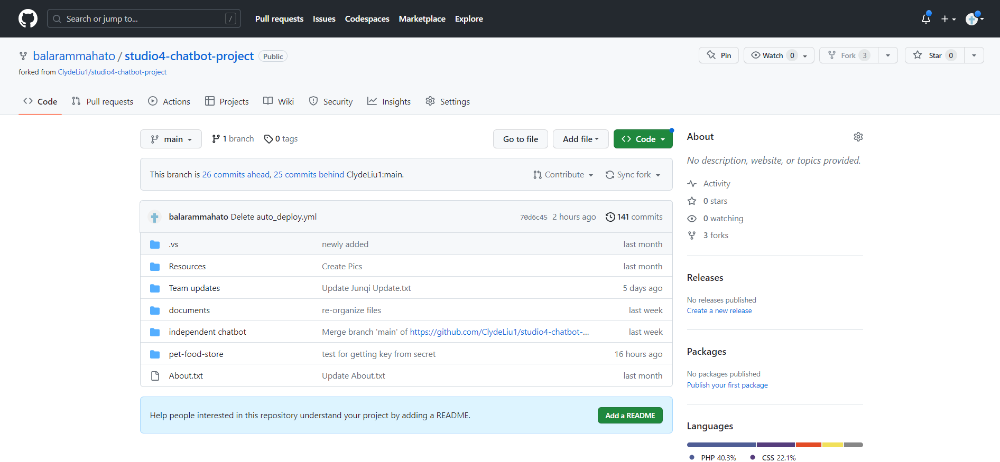 Search or jump to... / Pull requests Issues Codespaces Marketplace Explore
balarammahato / studio4-chatbot-project Public Pin Watch 0 Fork 3 Star 0
forked from ClydeLiu1/studio4-chatbot-project
Code Pull requests Actions Projects Wiki Security Insights Settings
main 1 branch 0 tags Go to file Add file Code
This branch is 26 commits ahead, 25 commits behind ClydeLiu1:main. Contribute Sync fork
balarammahato Delete auto_deploy.yml 70d6c45 2 hours ago 141 commits
.vs newly added last month
Resources Create Pics last month
Team updates Update Junqi Update.txt 5 days ago
documents re-organize files last week
independent chatbot Merge branch 'main' of https://github.com/ClydeLiu1/studio4-chatbot-... last week
pet-food-store test for getting key from secret 16 hours ago
About.txt Update About.txt last month
Help people interested in this repository understand your project by adding a README. Add a README
About
No description, website, or topics provided.
Activity
0 stars
0 watching
3 forks
Releases
No releases published
Create a new release
Packages
No packages published
Publish your first package
Languages
PHP 40.3% CSS 22.1%